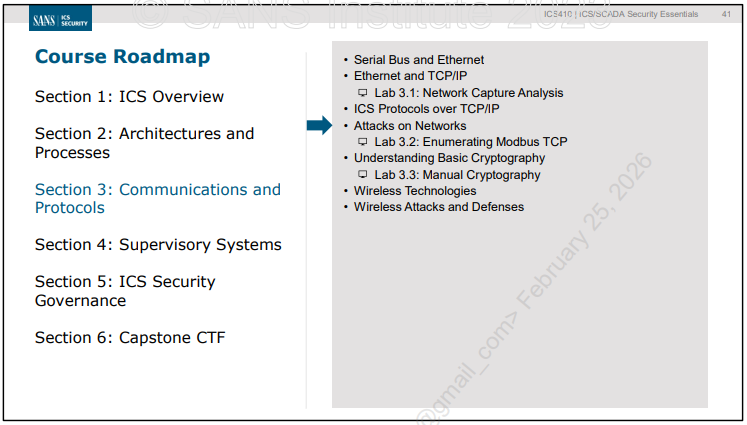 © SANS Institute 2026
SANS | ICS SECURITY
ICS410 | ICS/SCADA Security Essentials 41
Course Roadmap
Section 1: ICS Overview
Section 2: Architectures and
Processes
Section 3: Communications and
Protocols
Section 4: Supervisory Systems
Section 5: ICS Security
Governance
Section 6: Capstone CTF
• Serial Bus and Ethernet
• Ethernet and TCP/IP
Lab 3.1: Network Capture Analysis
• ICS Protocols over TCP/IP
• Attacks on Networks
Lab 3.2: Enumerating Modbus TCP
• Understanding Basic Cryptography
Lab 3.3: Manual Cryptography
• Wireless Technologies
• Wireless Attacks and Defenses
@gmail_com> February 25, 2026